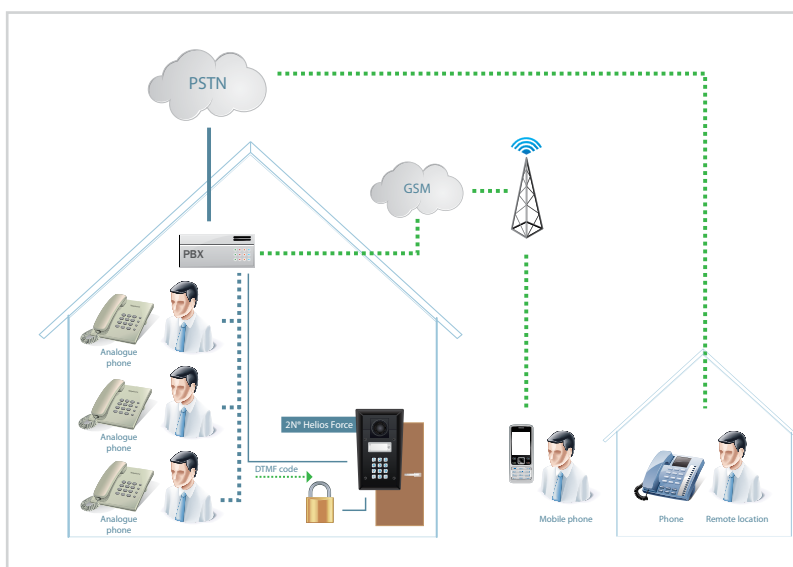 PSTN
GSM
PBX
Analogue
phone
Analogue
phone
2N® Helios Force
DTMF code
Analogue
phone
Mobile phone
Phone
Remote location